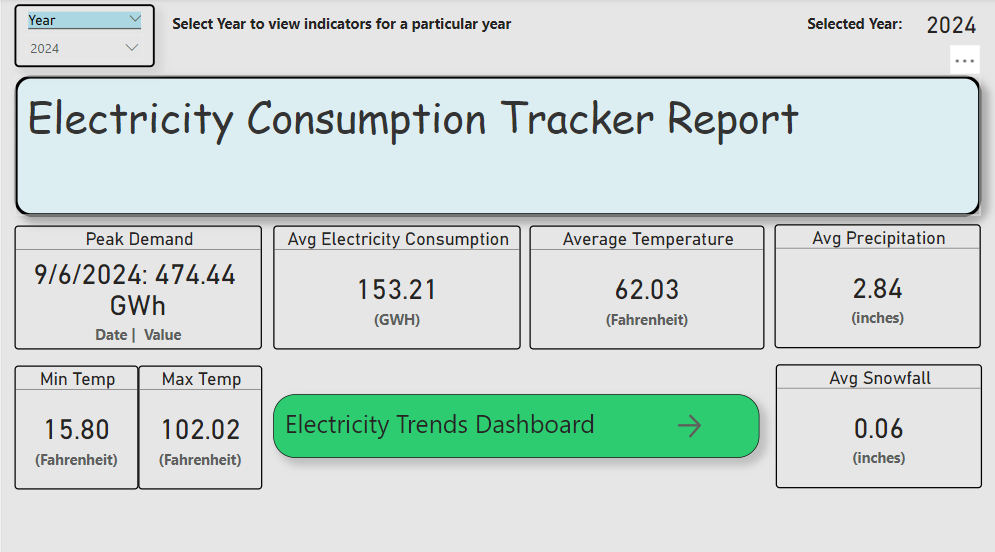 Year
2024
Select Year to view indicators for a particular year
Selected Year:
2024
...
Electricity Consumption Tracker Report
Peak Demand
9/6/2024: 474.44
GWh
Date | Value
Avg Electricity Consumption
153.21
(GWH)
Average Temperature
62.03
(Fahrenheit)
Avg Precipitation
2.84
(inches)
Min Temp
15.80
(Fahrenheit)
Max Temp
102.02
(Fahrenheit)
Electricity Trends Dashboard
Avg Snowfall
0.06
(inches)